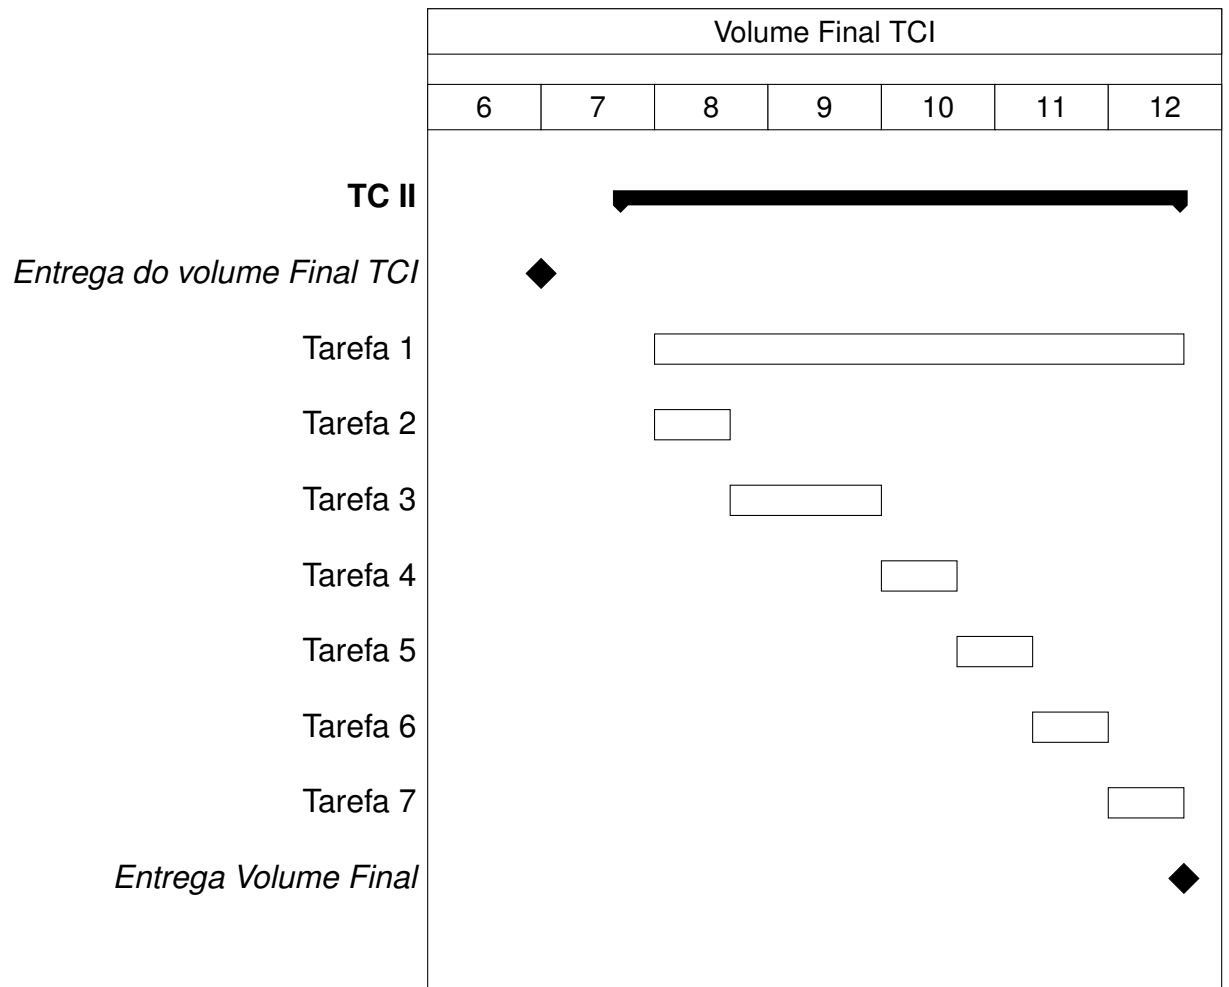 Volume Final TCI
6 7 8 9 10 11 12
TC II
Entrega do volume Final TCI
Tarefa 1
Tarefa 2
Tarefa 3
Tarefa 4
Tarefa 5
Tarefa 6
Tarefa 7
Entrega Volume Final